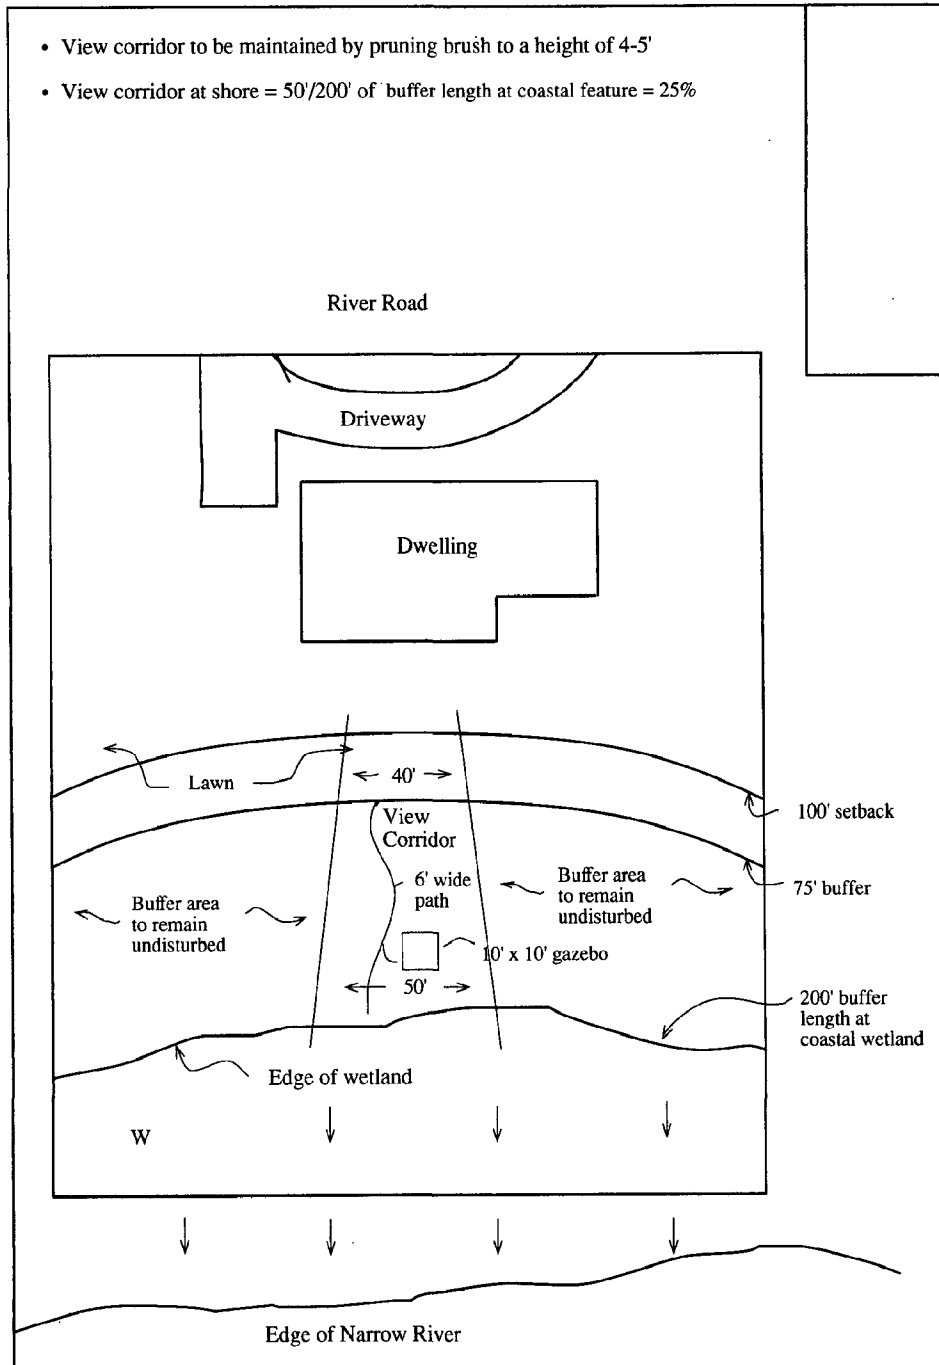 • View corridor to be maintained by pruning brush to a height of 4-5'
• View corridor at shore = 50'/200' of buffer length at coastal feature = 25%
River Road
Driveway
Dwelling
Lawn
40'
100' setback
View
Corridor
6' wide
path
75' buffer
Buffer area
to remain
undisturbed
Buffer area
to remain
undisturbed
10' x 10' gazebo
50'
200' buffer
length at
coastal wetland
Edge of wetland
W
Edge of Narrow River